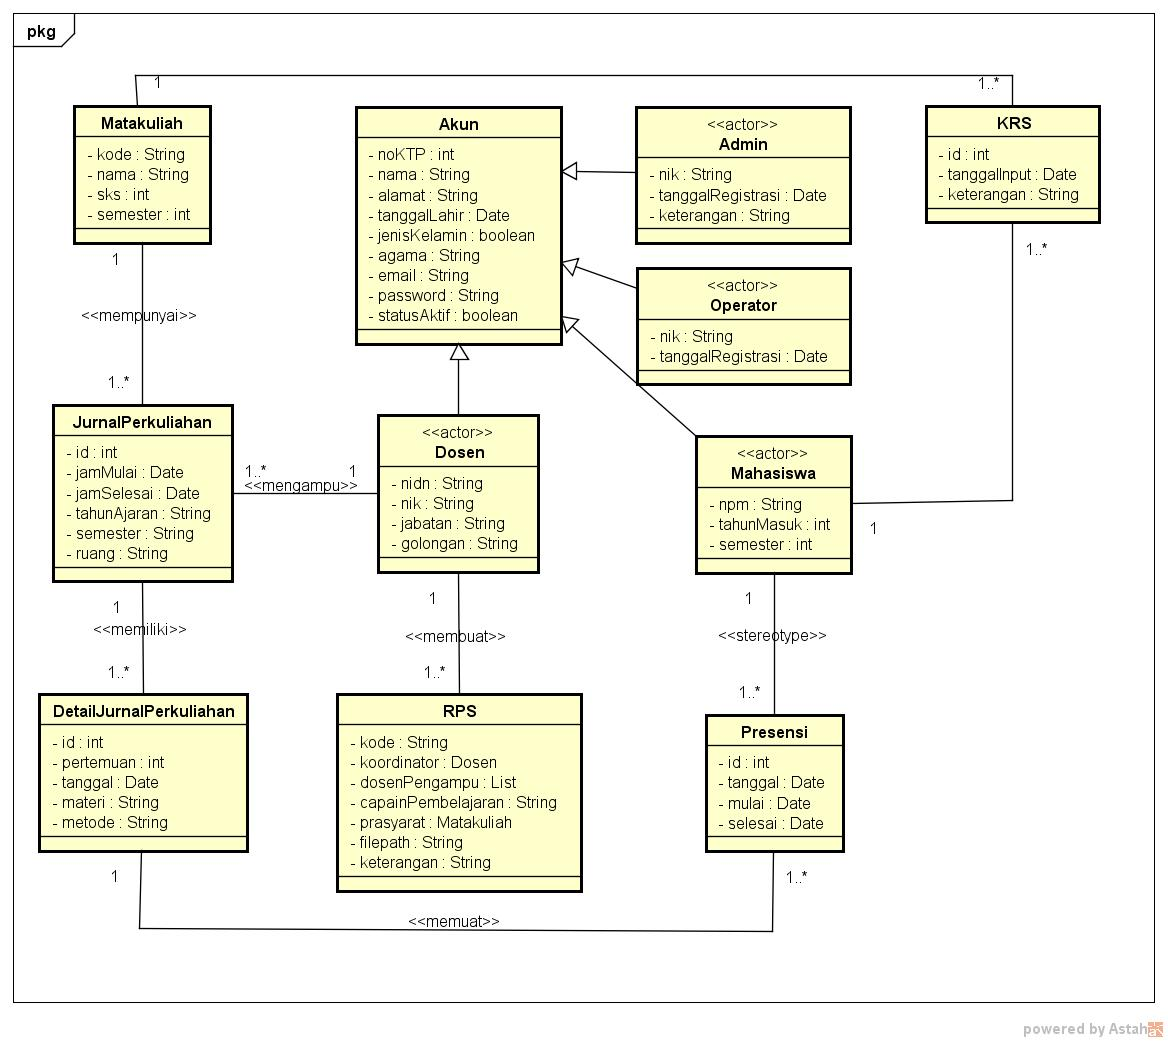 pkg
1
1..*
Matakuliah
- kode : String
- nama : String
- sks : int
- semester : int
Akun
- noKTP : int
- nama : String
- alamat : String
- tanggalLahir : Date
- jenisKelamin : boolean
- agama : String
- email : String
- password : String
- statusAktif : boolean
<<actor>>
Admin
- nik : String
- tanggalRegistrasi : Date
- keterangan : String
KRS
- id : int
- tanggalInput : Date
- keterangan : String
1
<<mempunyai>>
1..*
<<actor>>
Operator
- nik : String
- tanggalRegistrasi : Date
1..*
JurnalPerkuliahan
- id : int
- jamMulai : Date
- jamSelesai : Date
- tahunAjaran : String
- semester : String
- ruang : String
1..*
1
<<mengampu>>
<<actor>>
Dosen
- nidn : String
- nik : String
- jabatan : String
- golongan : String
<<actor>>
Mahasiswa
- npm : String
- tahunMasuk : int
- semester : int
1
1
<<memiliki>>
1..*
1
<<membuat>>
1..*
1
<<stereotype>>
1..*
DetailJurnalPerkuliahan
- id : int
- pertemuan : int
- tanggal : Date
- materi : String
- metode : String
RPS
- kode : String
- koordinator : Dosen
- dosenPengampu : List
- capainPembelajaran : String
- prasyarat : Matakuliah
- filepath : String
- keterangan : String
Presensi
- id : int
- tanggal : Date
- mulai : Date
- selesai : Date
1
1..*
<<memuat>>
powered by Astah